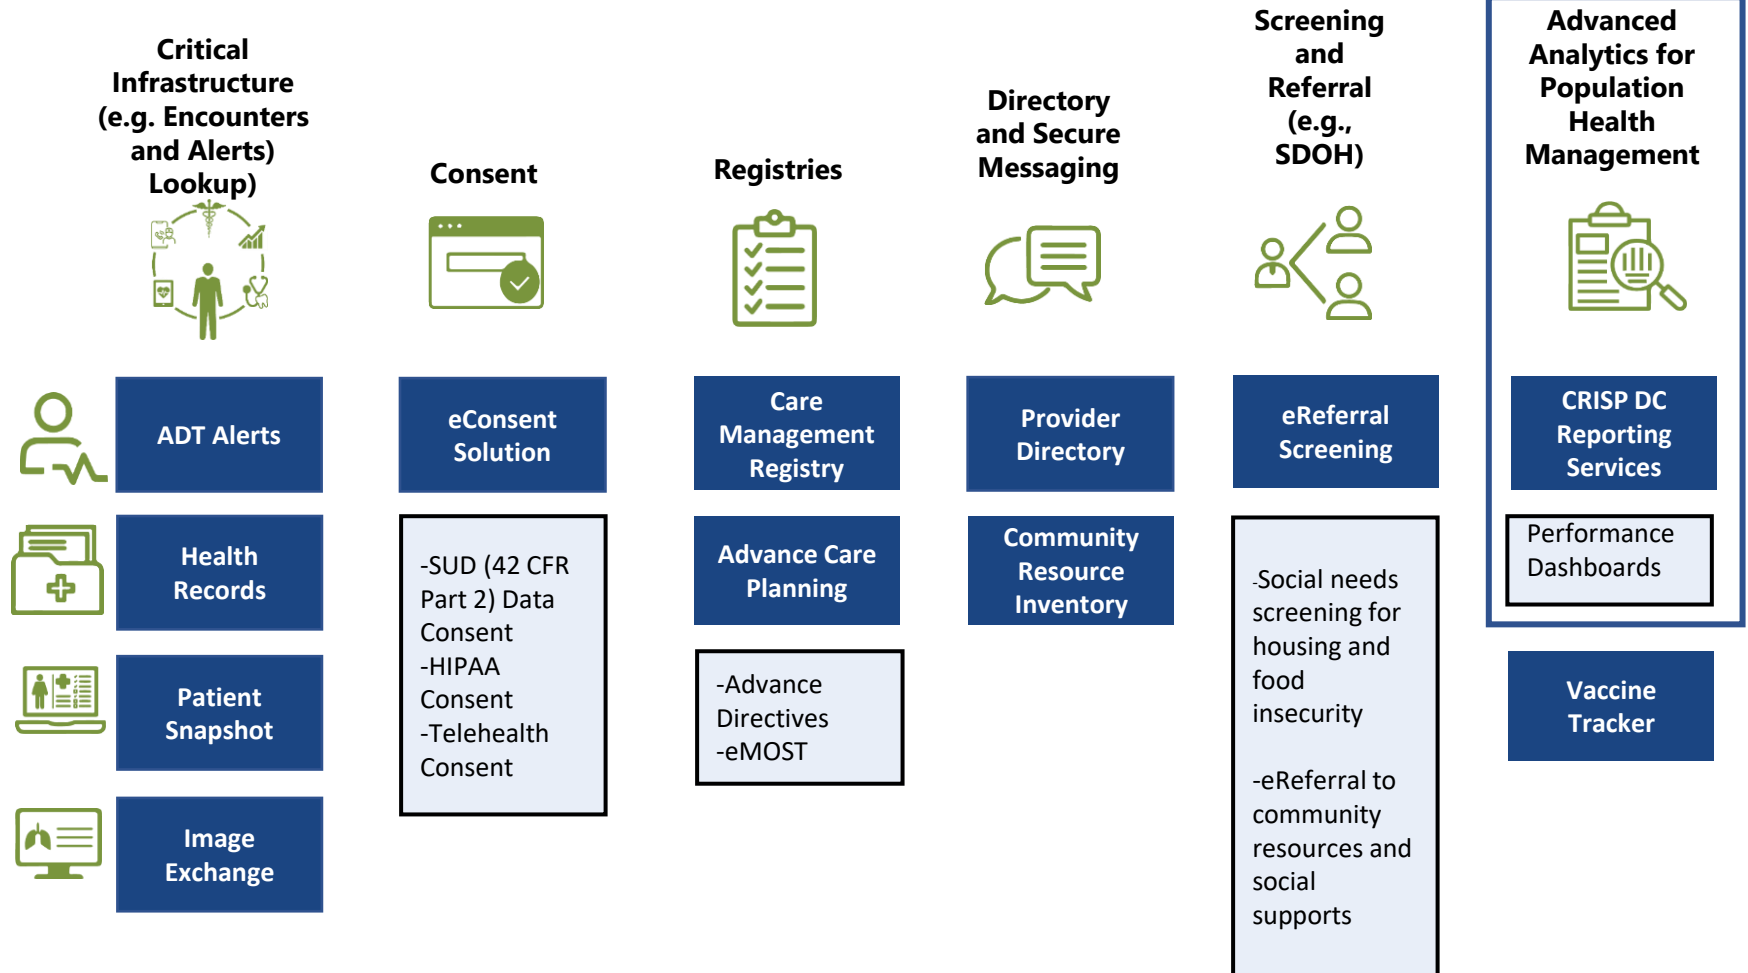 Critical
Infrastructure
(e.g. Encounters
and Alerts)
Lookup)
Consent
Registries
Directory
and Secure
Messaging
Screening
and
Referral
(e.g.,
SDOH)
Advanced
Analytics for
Population
Health
Management
ADT Alerts
eConsent
Solution
Care
Management
Registry
Provider
Directory
eReferral
Screening
CRISP DC
Reporting
Services
Health
Records
-SUD (42 CFR
Part 2) Data
Consent
-HIPAA
Consent
-Telehealth
Consent
Advance Care
Planning
Community
Resource
Inventory
-Social needs
screening for
housing and
food
insecurity
-eReferral to
community
resources and
social
supports
Performance
Dashboards
Patient
Snapshot
-Advance
Directives
-eMOST
Vaccine
Tracker
Image
Exchange